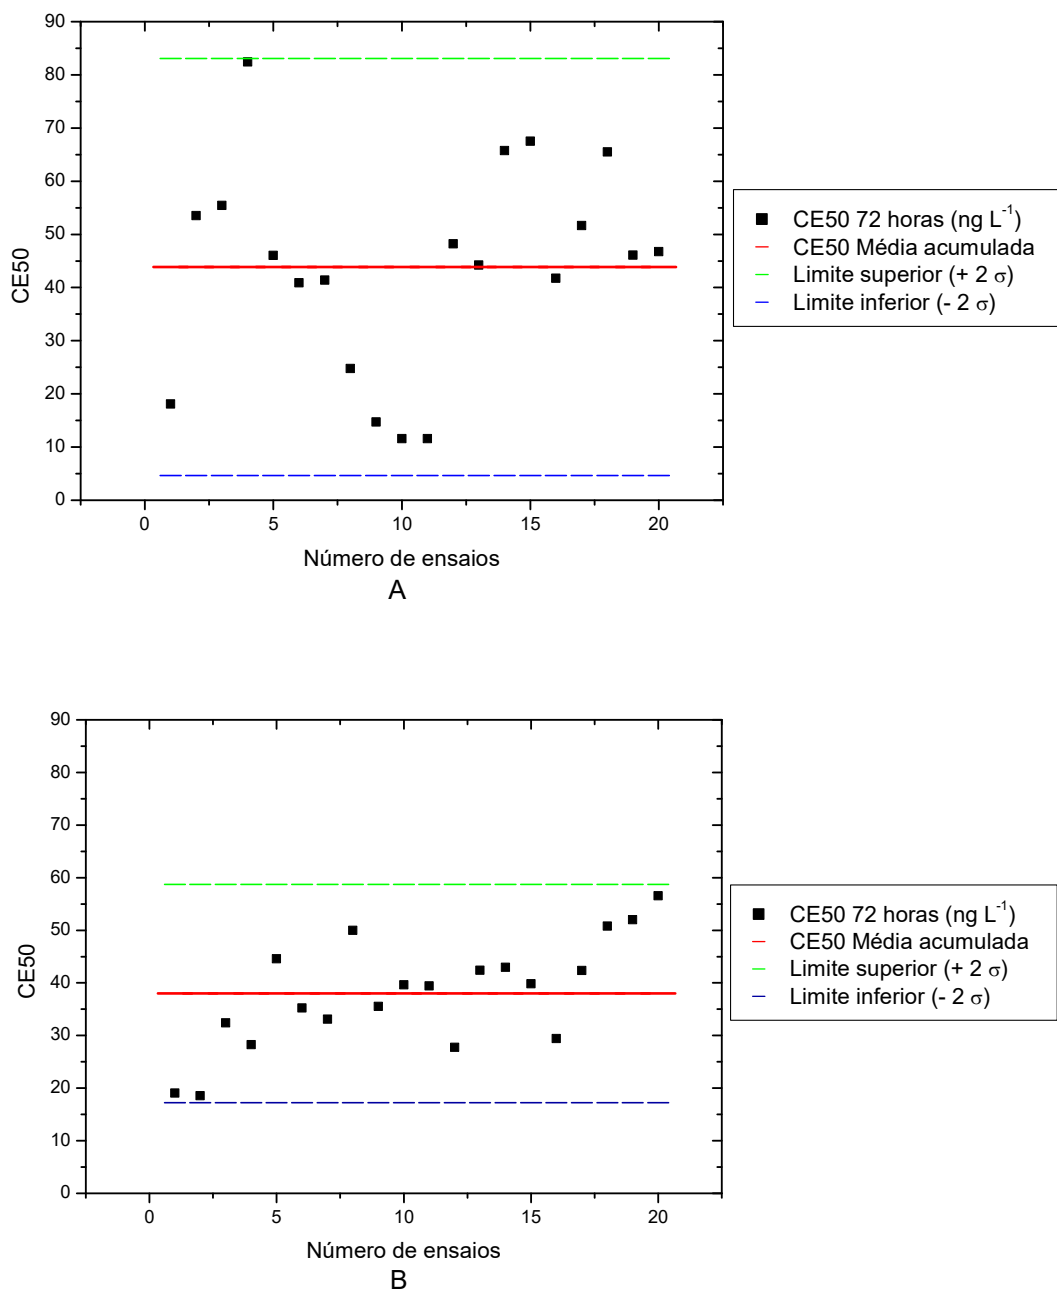 90
80
70
60
50
40
30
20
10
0
CE50
0 5 10 15 20
Número de ensaios
A
CE50 72 horas (ng L⁻¹)
CE50 Média acumulada
Limite superior (+ 2 σ)
Limite inferior (- 2 σ)
90
80
70
60
50
40
30
20
10
0
CE50
0 5 10 15 20
Número de ensaios
B
CE50 72 horas (ng L⁻¹)
CE50 Média acumulada
Limite superior (+ 2 σ)
Limite inferior (- 2 σ)